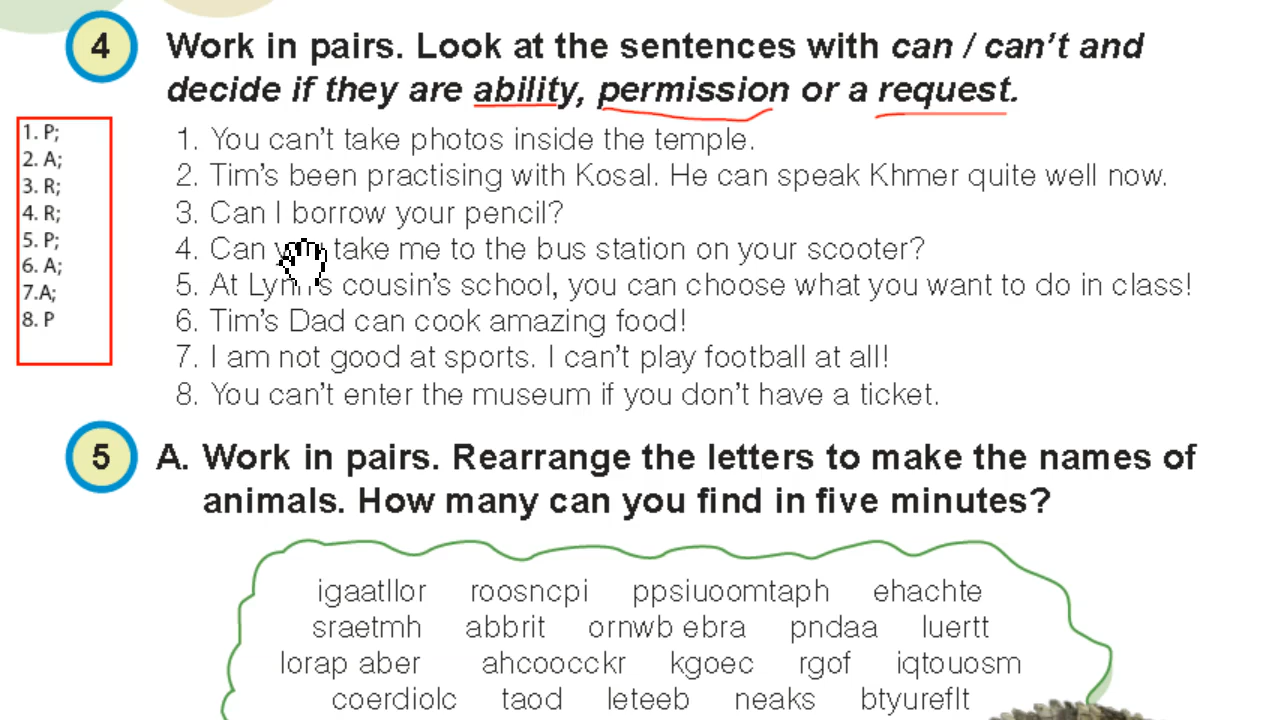 4 Work in pairs. Look at the sentences with can / can’t and
decide if they are ability, permission or a request.
1. P;
2. A;
3. R;
4. R;
5. P;
6. A;
7.A;
8. P
1. You can’t take photos inside the temple.
2. Tim’s been practising with Kosal. He can speak Khmer quite well now.
3. Can I borrow your pencil?
4. Can you take me to the bus station on your scooter?
5. At Lynn’s cousin’s school, you can choose what you want to do in class!
6. Tim’s Dad can cook amazing food!
7. I am not good at sports. I can’t play football at all!
8. You can’t enter the museum if you don’t have a ticket.
5 A. Work in pairs. Rearrange the letters to make the names of
animals. How many can you find in five minutes?
igaatllor roosncpi ppsiuoomtaph ehachte
sraetmh abbrit ornwb ebra pndaa luertt
lorap aber ahcoocckr kgoec rgof iqtouosm
coerdiolc taod leteeb neaks btyureflt